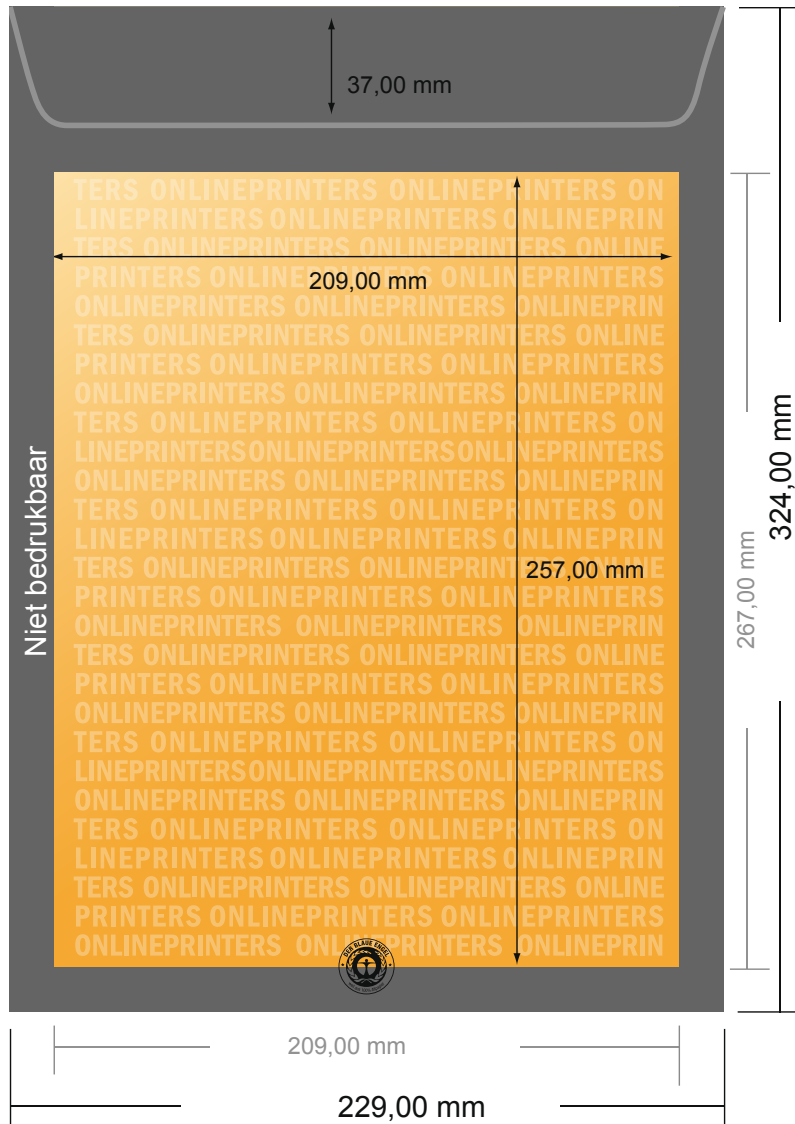 37,00 mm
TERS ONLINEPRINTERS ONLINEPRINTERS ON
LINEPRINTERS ONLINEPRINTERS ONLINEPRIN
TERS ONLINEPRINTERS ONLINEPRINTERS ONLINE
PRINTERS ONLINE ONLINEPRINTERS
209,00 mm
ONLINEPRINTERS ONLINEPRINTERS ONLINEPRIN
TERS ONLINEPRINTERS ONLINEPRINTERS ONLINE
PRINTERS ONLINEPRINTERS ONLINEPRINTERS
ONLINEPRINTERS ONLINEPRINTERS ONLINEPRIN
TERS ONLINEPRINTERS ONLINEPRINTERS ON
LINEPRINTERS ONLINEPRINTERS ONLINEPRINTERS
ONLINEPRINTERS ONLINEPRINTERS ONLINEPRIN
TERS ONLINEPRINTERS ONLINEPRINTERS ON
LINEPRINTERS ONLINEPRINTERS ONLINEPRIN
TERS ONLINEPRINTERS ONLINEPRINT E
257,00 mm
PRINTERS ONLINEPRINTERS ONLINEPRINTERS
ONLINEPRINTERS ONLINEPRINTERS ONLINEPRIN
TERS ONLINEPRINTERS ONLINEPRINTERS ONLINE
PRINTERS ONLINEPRINTERS ONLINEPRINTERS
ONLINEPRINTERS ONLINEPRINTERS ONLINEPRIN
TERS ONLINEPRINTERS ONLINEPRINTERS ON
LINEPRINTERS ONLINEPRINTERS ONLINEPRINTERS
ONLINEPRINTERS ONLINEPRINTERS ONLINEPRIN
TERS ONLINEPRINTERS ONLINEPRINTERS ON
LINEPRINTERS ONLINEPRINTERS ONLINEPRIN
TERS ONLINEPRINTERS ONLINEPRINTERS ONLINE
PRINTERS ONLINEPRINTERS ONLINEPRINTERS
ONLINEPRINTERS ONLINEPRINTERS ONLINEPRIN
DER BLAUE ENGEL
Niet bedrukbaar
267,00 mm
324,00 mm
209,00 mm
229,00 mm